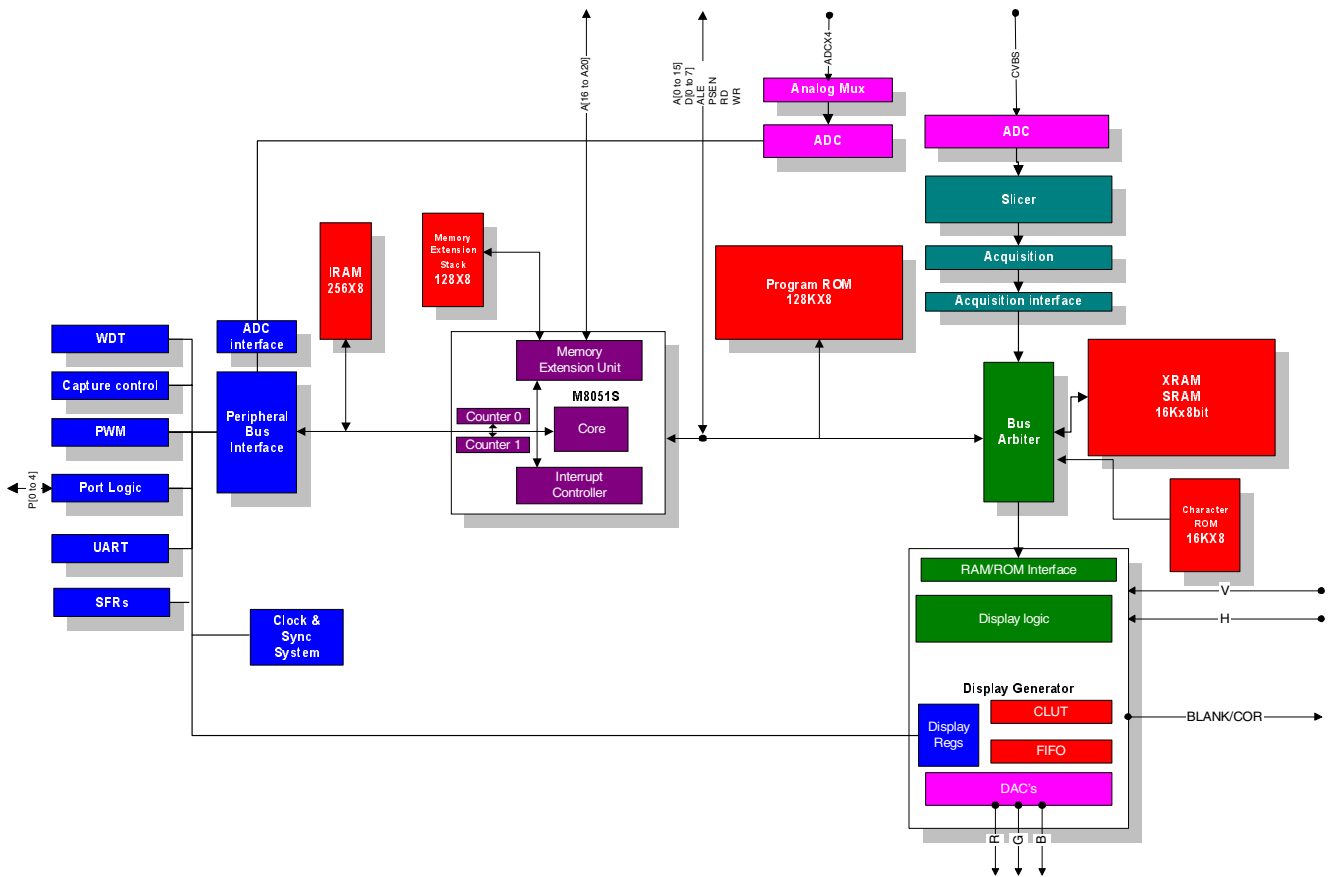 A[16 to A20]
A[0 to 15]
D[0 to 7]
ALE
PSEN
RD
WR
ADCX4
CVBS
Analog Mux
ADC
ADC
Slicer
Acquisition
Acquisition interface
IRAM
256X8
Memory
Extension
Stack
128X8
Program ROM
128KX8
WDT
Capture control
PWM
Port Logic
UART
SFRs
P[0 to 4]
ADC
interface
Peripheral
Bus
Interface
Clock &
Sync
System
Memory
Extension Unit
M8051S
Counter 0
Counter 1
Core
Interrupt
Controller
Bus
Arbiter
XRAM
SRAM
16Kx8bit
Character
ROM
16KX8
RAM/ROM Interface
Display logic
V
H
Display Generator
Display
Regs
CLUT
FIFO
BLANK/COR
DAC's
R
G
B